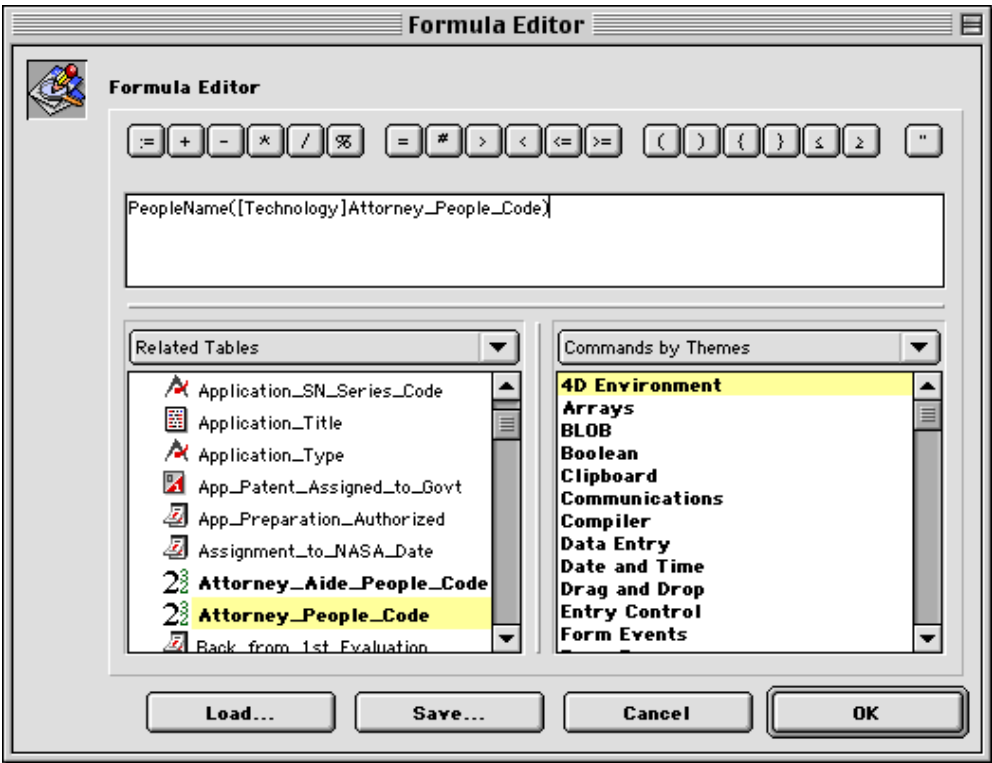 Formula Editor
Formula Editor
:= + - * / % = # > < <= >= ( ) { } ≤ ≥ "
PeopleName([Technology]Attorney_People_Code)
Related Tables
Application_SN_Series_Code
Application_Title
Application_Type
App_Patent_Assigned_to_Govt
App_Preparation_Authorized
Assignment_to_NASA_Date
Attorney_Aide_People_Code
Attorney_People_Code
Back_from_1st_Evaluation
Commands by Themes
4D Environment
Arrays
BLOB
Boolean
Clipboard
Communications
Compiler
Data Entry
Date and Time
Drag and Drop
Entry Control
Form Events
Load...
Save...
Cancel
OK